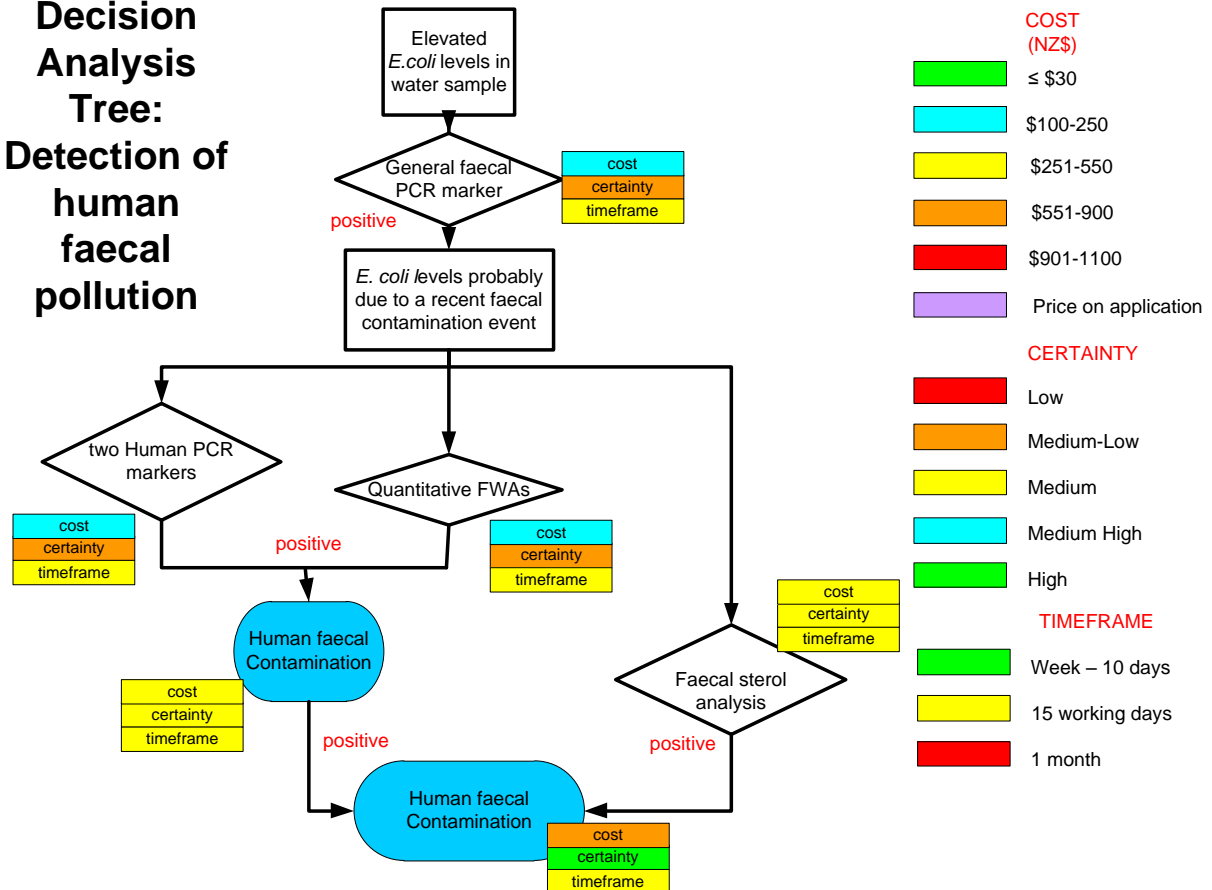 Decision
Analysis
Tree:
Detection of
human
faecal
pollution
Elevated
E.coli levels in
water sample
General faecal
PCR marker
cost
certainty
timeframe
positive
E. coli levels probably
due to a recent faecal
contamination event
two Human PCR
markers
cost
certainty
timeframe
Quantitative FWAs
cost
certainty
timeframe
positive
cost
certainty
timeframe
Faecal sterol
analysis
Human faecal
Contamination
cost
certainty
timeframe
positive
positive
Human faecal
Contamination
cost
certainty
timeframe
COST
(NZ$)
≤ $30
$100-250
$251-550
$551-900
$901-1100
Price on application
CERTAINTY
Low
Medium-Low
Medium
Medium High
High
TIMEFRAME
Week – 10 days
15 working days
1 month